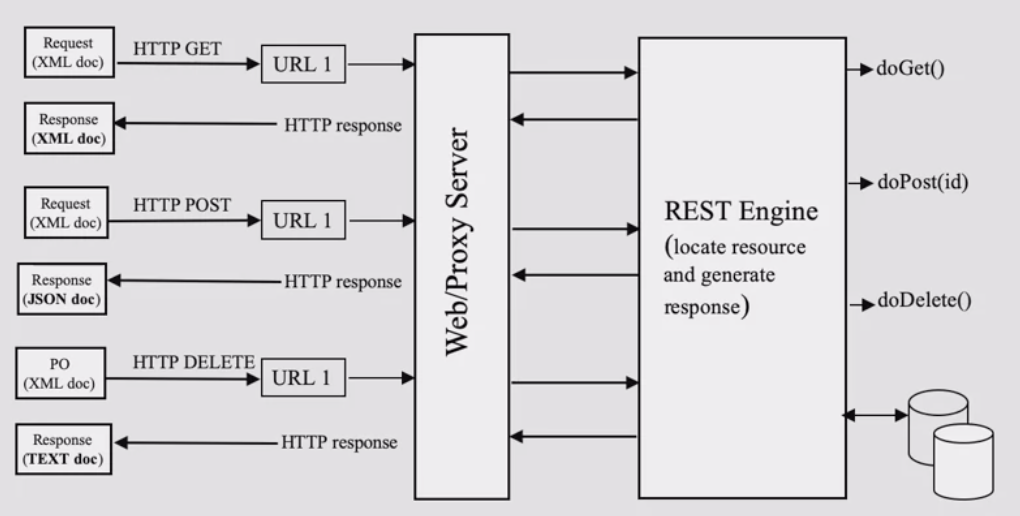 Request
(XML doc)
HTTP GET
URL 1
Response
(XML doc)
HTTP response
Request
(XML doc)
HTTP POST
URL 1
Response
(JSON doc)
HTTP response
PO
(XML doc)
HTTP DELETE
URL 1
Response
(TEXT doc)
HTTP response
Web/Proxy Server
REST Engine
(locate resource
and generate
response)
doGet()
doPost(id)
doDelete()